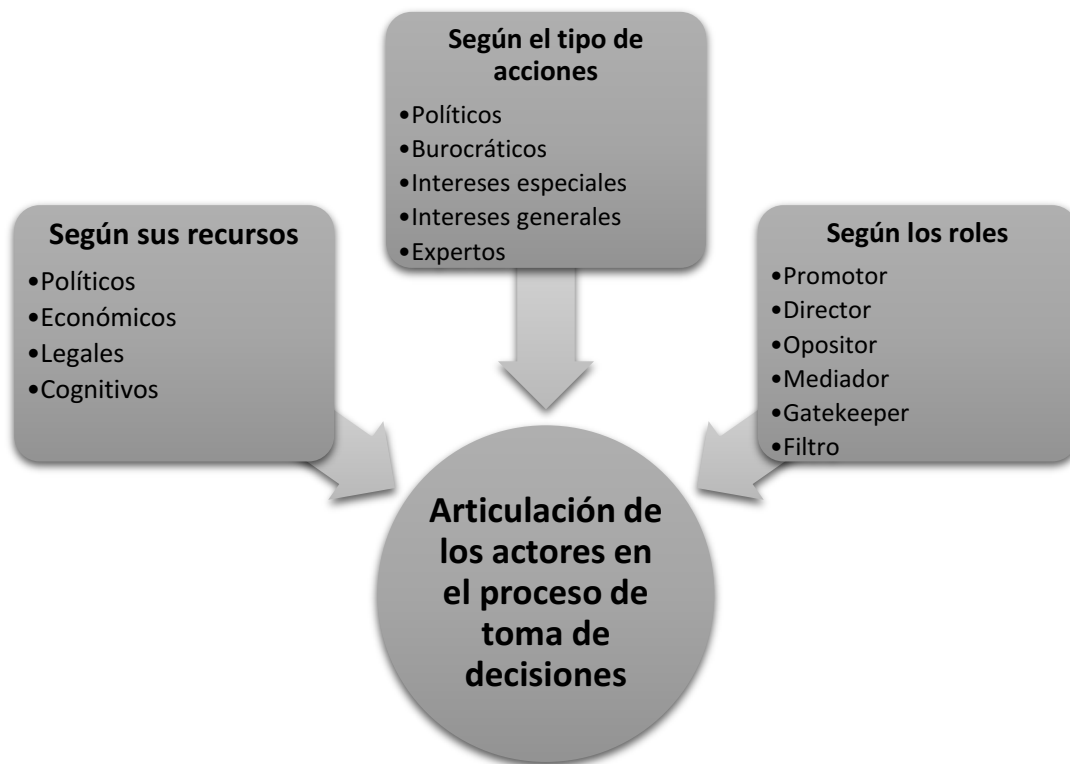 Según el tipo de
acciones
•Políticos
•Burocráticos
•Intereses especiales
•Intereses generales
•Expertos
Según sus recursos
•Políticos
•Económicos
•Legales
•Cognitivos
Según los roles
•Promotor
•Director
•Opositor
•Mediador
•Gatekeeper
•Filtro
Articulación de
los actores en
el proceso de
toma de
decisiones